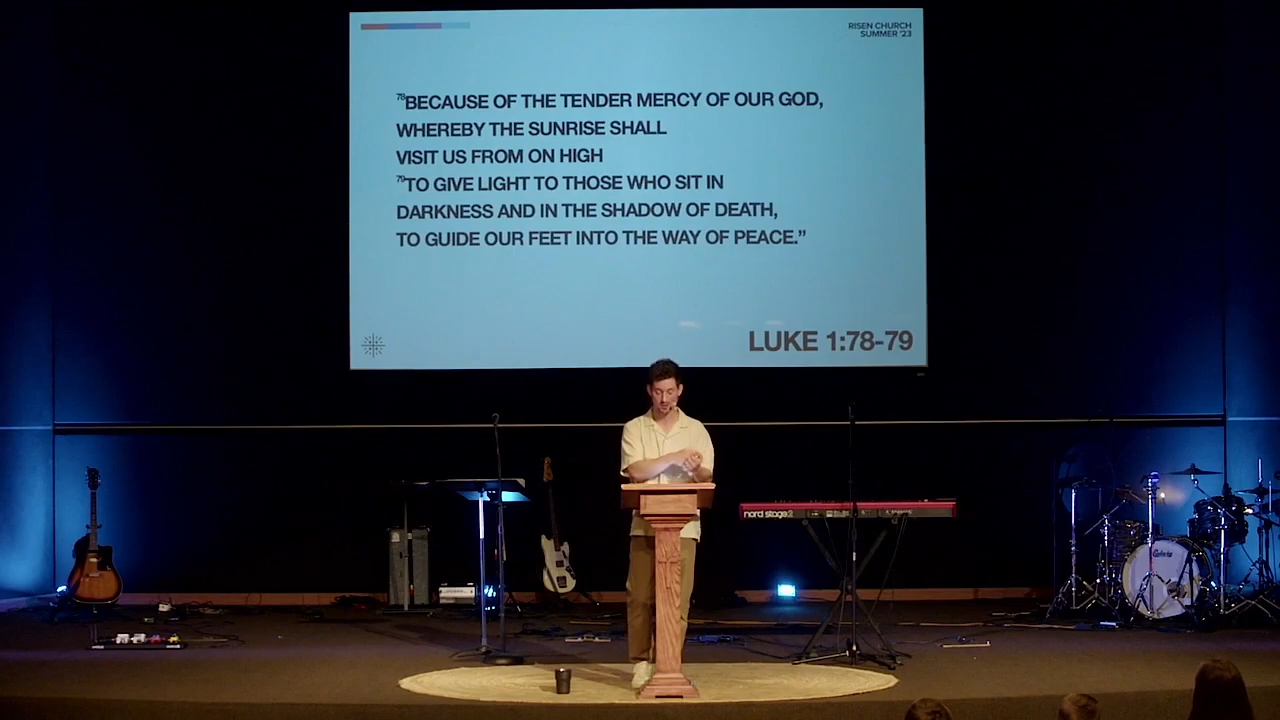 RISEN CHURCH
SUMMER '23
78BECAUSE OF THE TENDER MERCY OF OUR GOD,
WHEREBY THE SUNRISE SHALL
VISIT US FROM ON HIGH
79TO GIVE LIGHT TO THOSE WHO SIT IN
DARKNESS AND IN THE SHADOW OF DEATH,
TO GUIDE OUR FEET INTO THE WAY OF PEACE.”
LUKE 1:78-79
nord stage 2